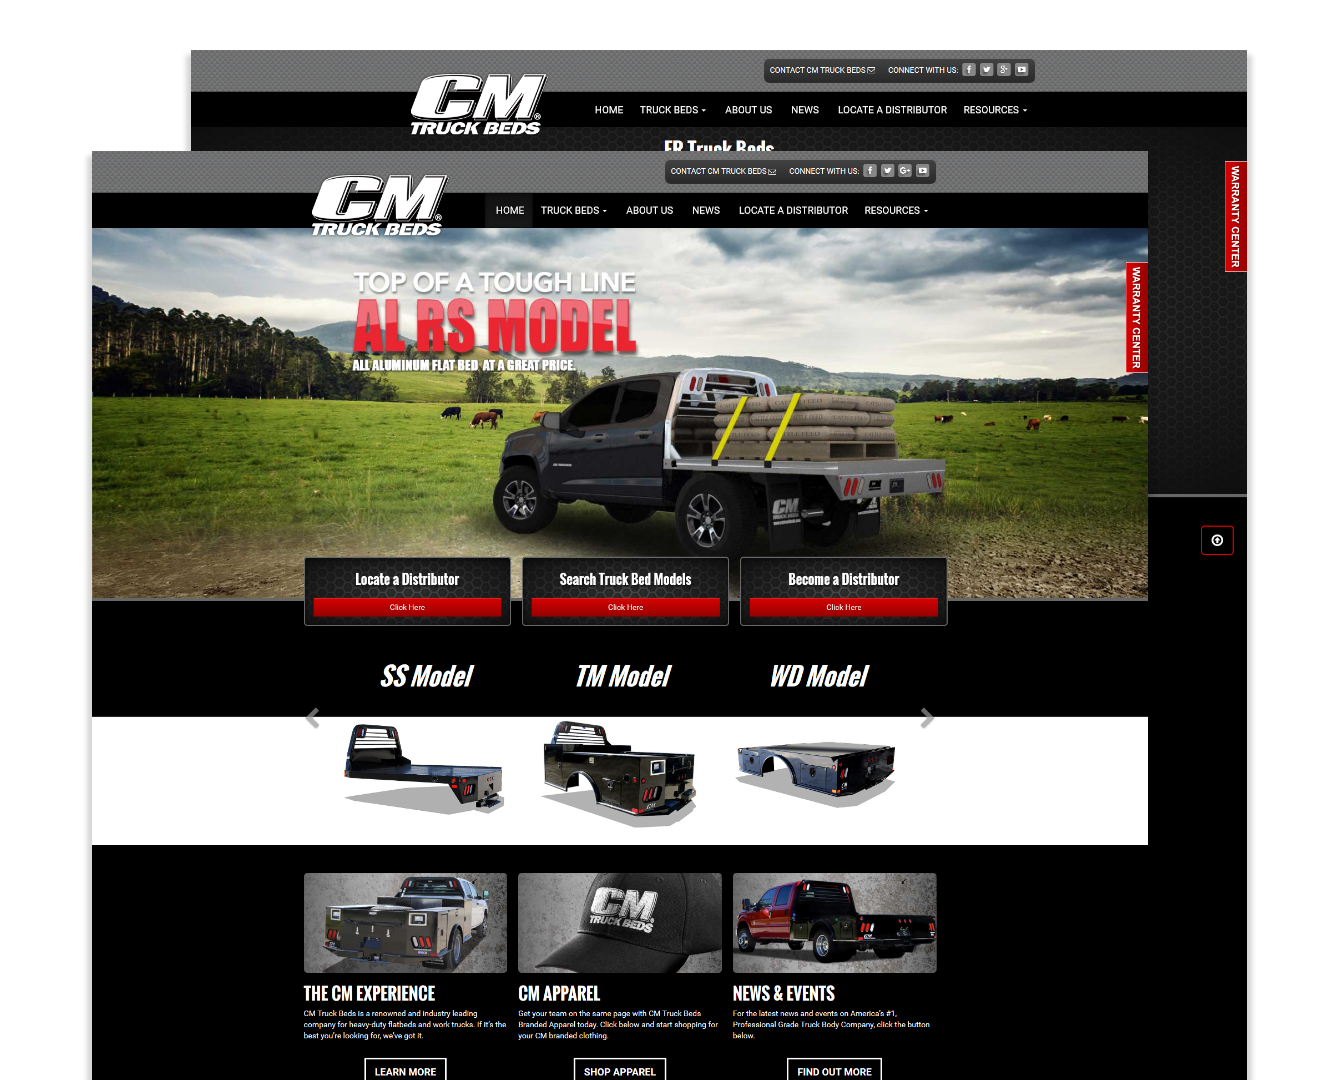 CONTACT CM TRUCK BEDS CONNECT WITH US:
CM
TRUCK BEDS
HOME TRUCK BEDS ABOUT US NEWS LOCATE A DISTRIBUTOR RESOURCES
ER Truck Beds
WARRANTY CENTER
CONTACT CM TRUCK BEDS CONNECT WITH US:
CM
TRUCK BEDS
HOME TRUCK BEDS ABOUT US NEWS LOCATE A DISTRIBUTOR RESOURCES
WARRANTY CENTER
TOP OF A TOUGH LINE
AL RS MODEL
ALL ALUMINUM FLAT BED AT A GREAT PRICE.
CM
CM
TRUCK BEDS
Locate a Distributor
Click Here
Search Truck Bed Models
Click Here
Become a Distributor
Click Here
SS Model
TM Model
WD Model
CM
TRUCK BEDS
THE CM EXPERIENCE
CM Truck Beds is a renowned and industry leading
company for heavy-duty flatbeds and work trucks. If it's the
best you're looking for, we've got it.
LEARN MORE
CM APPAREL
Get your team on the same page with CM Truck Beds
Branded Apparel today. Click below and start shopping for
your CM branded clothing.
SHOP APPAREL
NEWS & EVENTS
For the latest news and events on America's #1,
Professional Grade Truck Body Company, click the button
below.
FIND OUT MORE